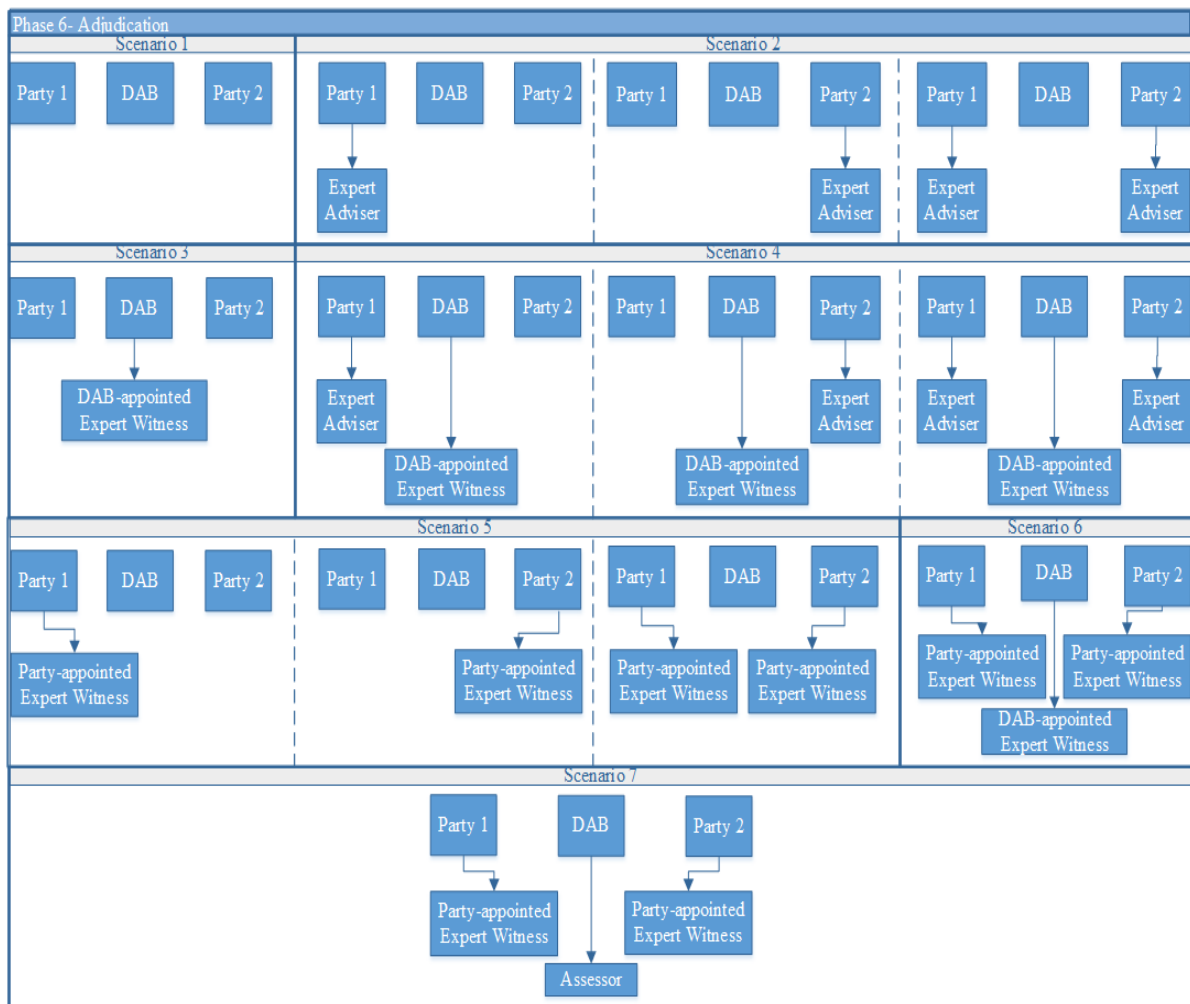 Phase 6- Adjudication
Scenario 1
Scenario 2
Party 1
DAB
Party 2
Party 1
DAB
Party 2
Party 1
DAB
Party 2
Party 1
DAB
Party 2
Expert
Adviser
Expert
Adviser
Expert
Adviser
Expert
Adviser
Scenario 3
Scenario 4
Party 1
DAB
Party 2
Party 1
DAB
Party 2
Party 1
DAB
Party 2
Party 1
DAB
Party 2
DAB-appointed
Expert Witness
Expert
Adviser
Expert
Adviser
Expert
Adviser
Expert
Adviser
DAB-appointed
Expert Witness
DAB-appointed
Expert Witness
DAB-appointed
Expert Witness
Scenario 5
Scenario 6
Party 1
DAB
Party 2
Party 1
DAB
Party 2
Party 1
DAB
Party 2
Party 1
DAB
Party 2
Party-appointed
Expert Witness
Party-appointed
Expert Witness
Party-appointed
Expert Witness
Party-appointed
Expert Witness
Party-appointed
Expert Witness
Party-appointed
Expert Witness
DAB-appointed
Expert Witness
Scenario 7
Party 1
DAB
Party 2
Party-appointed
Expert Witness
Party-appointed
Expert Witness
Assessor